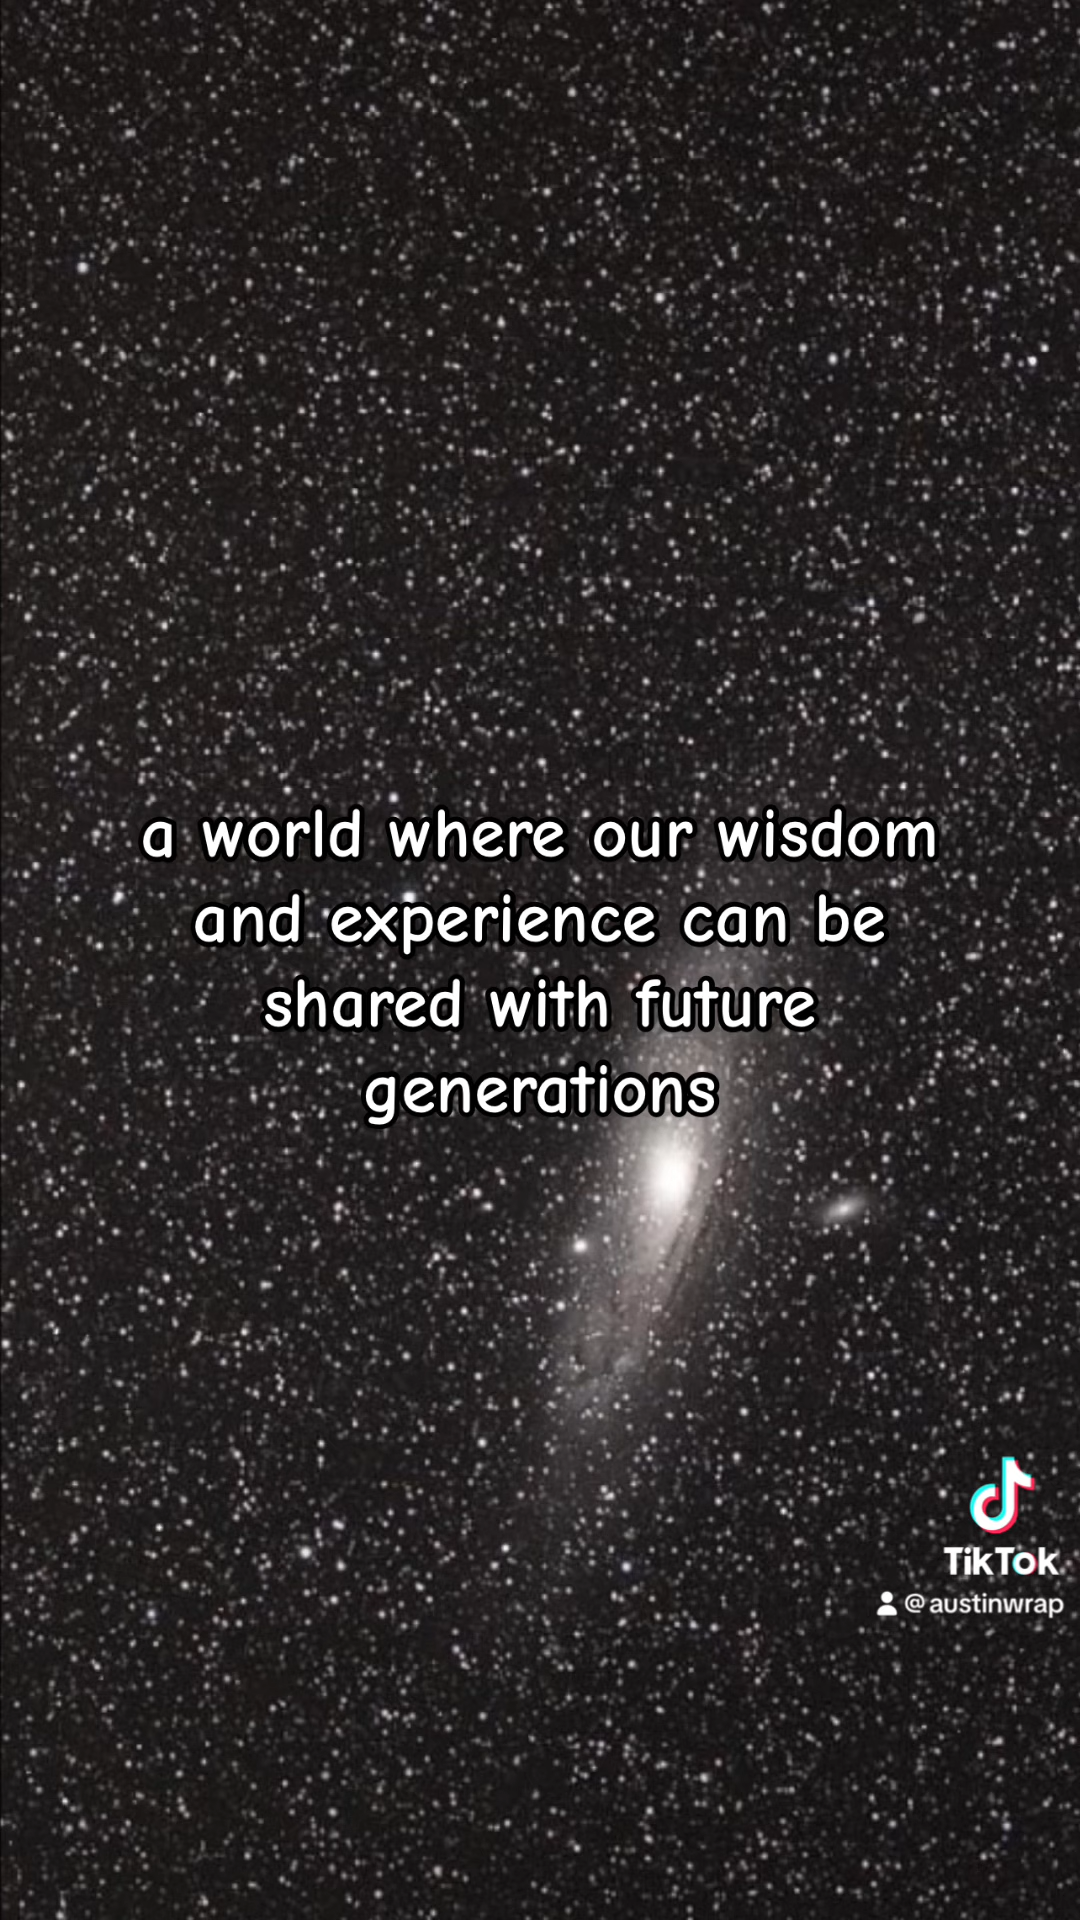 a world where our wisdom
and experience can be
shared with future
generations
TikTok
@austinwrap